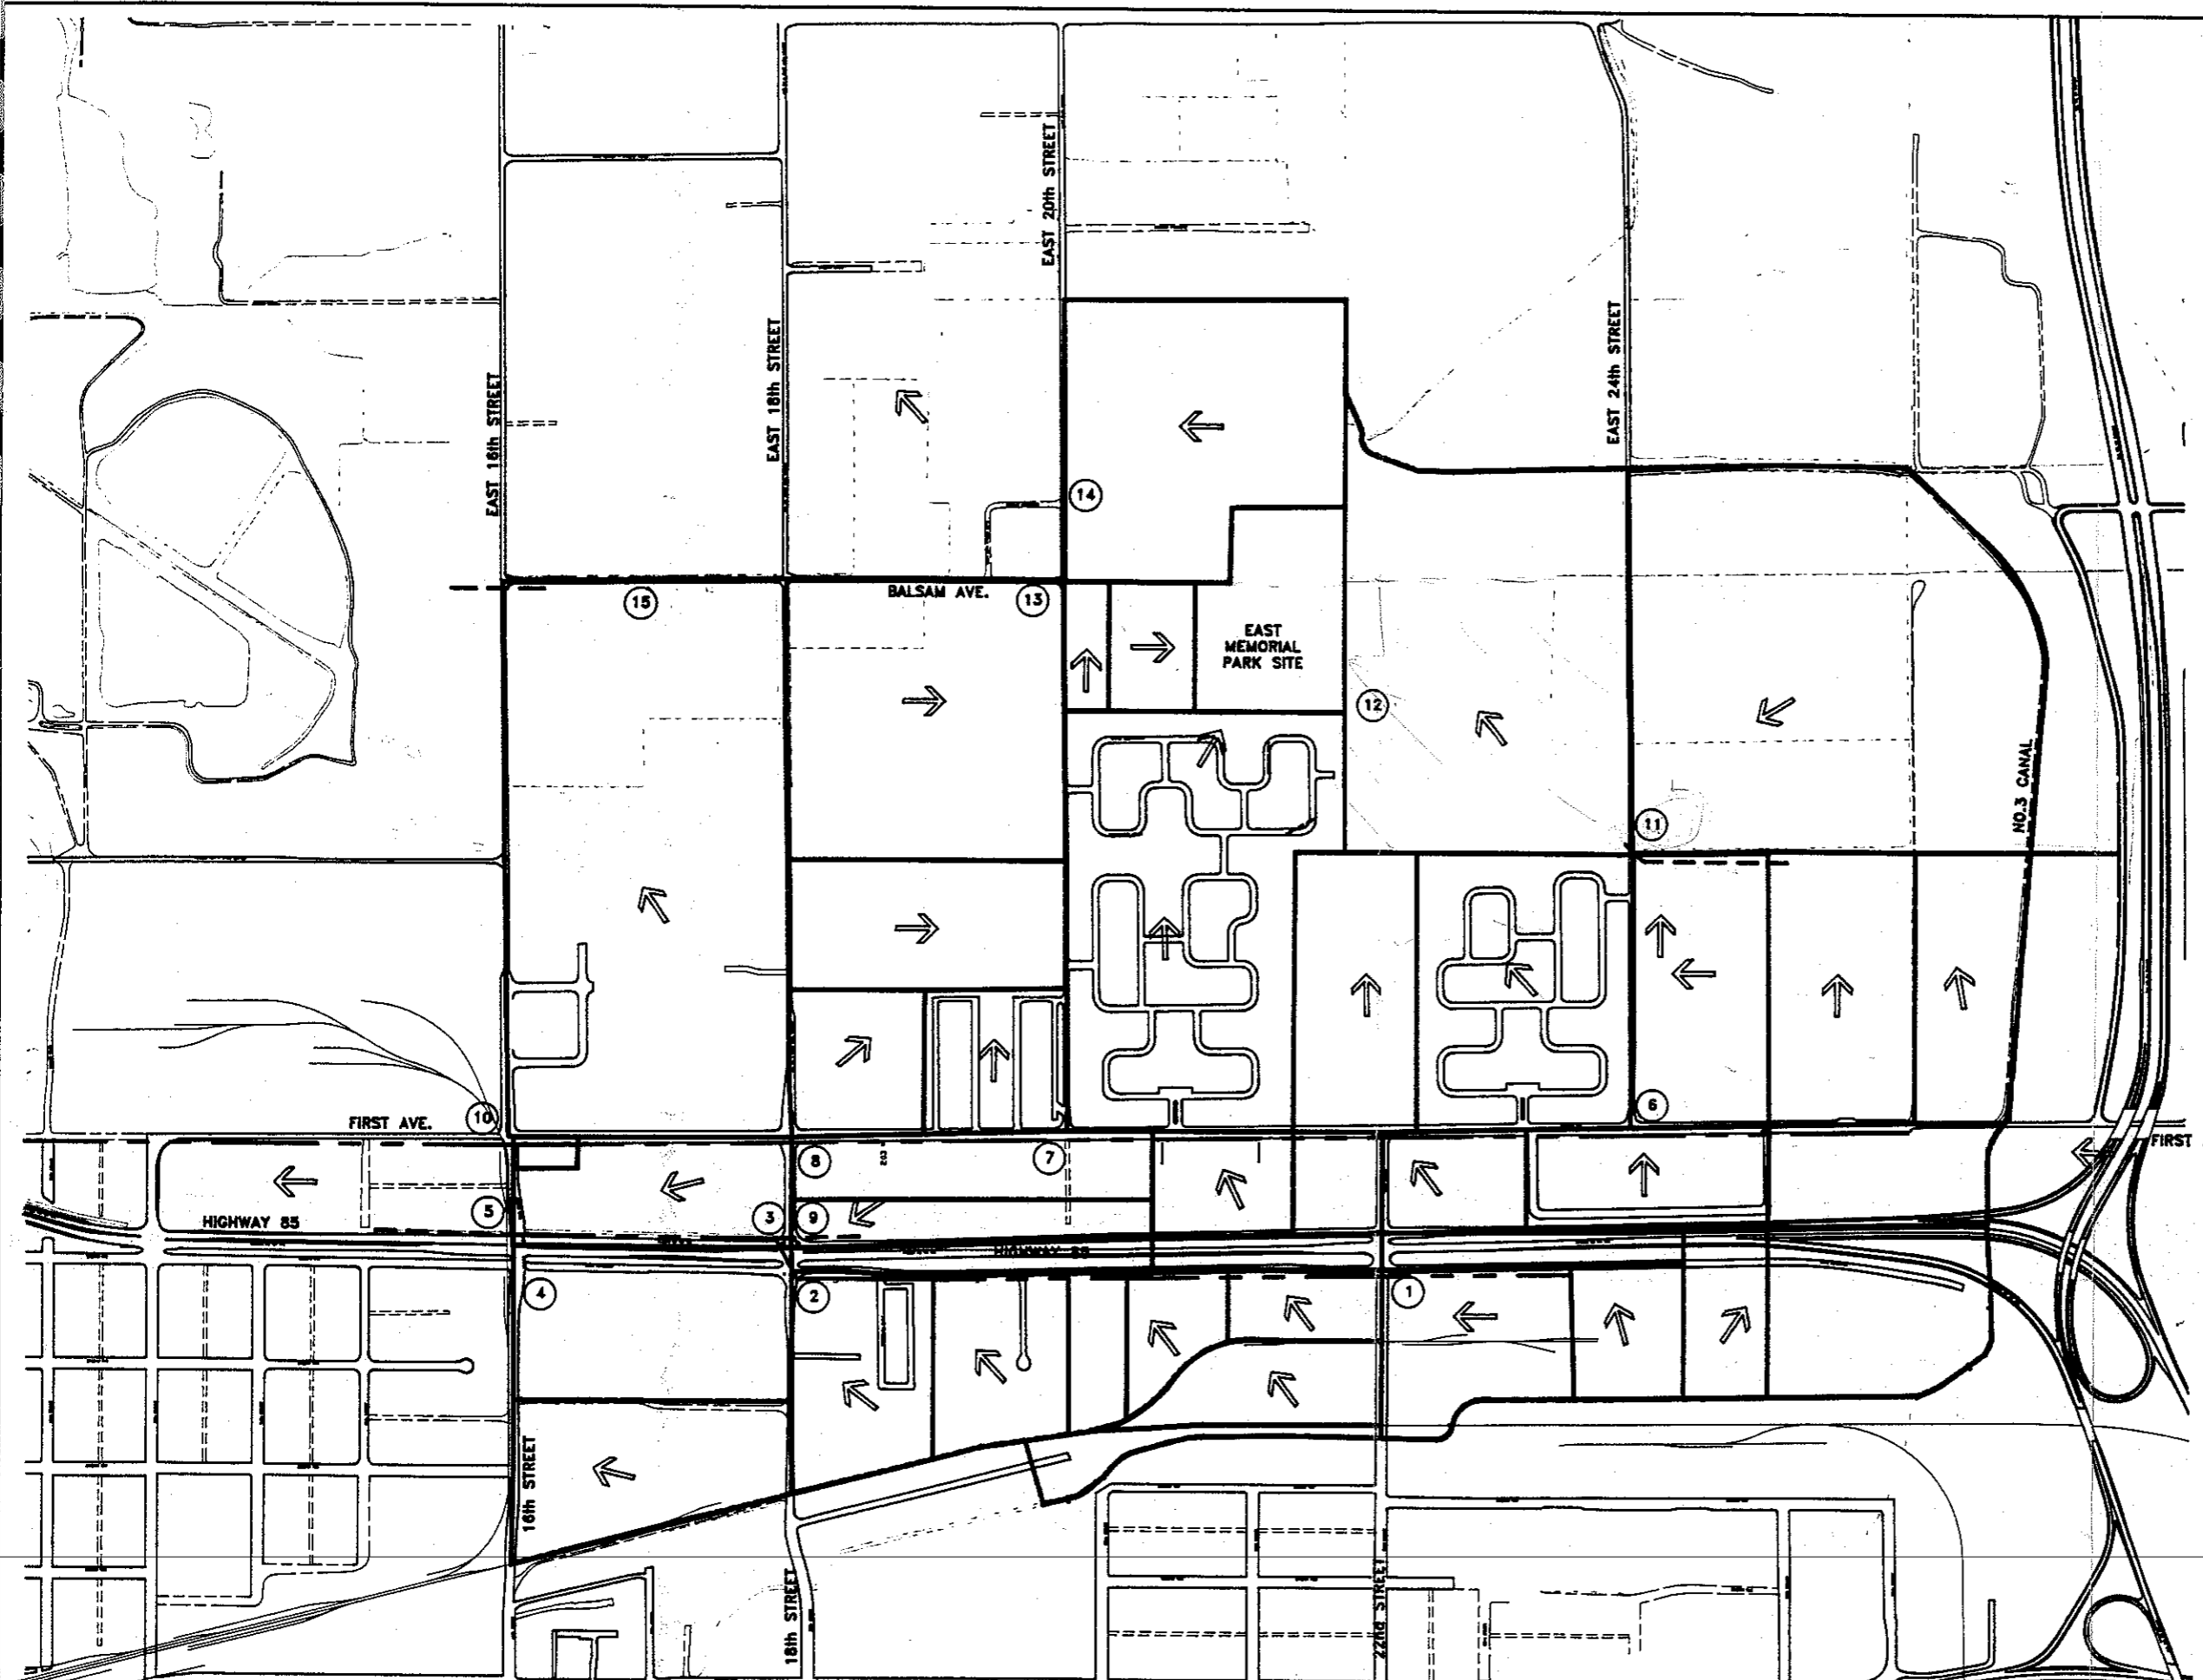 EAST 20th STREET
EAST 18th STREET
EAST 24th STREET
EAST 16th STREET
14
BALSAM AVE.
13
15
EAST
MEMORIAL
PARK SITE
12
NO.3 CANAL
11
6
FIRST AVE.
10
8
7
FIRST
5
3
9
HIGHWAY 85
HIGHWAY 85
4
2
1
16th STREET
18th STREET
22nd STREET